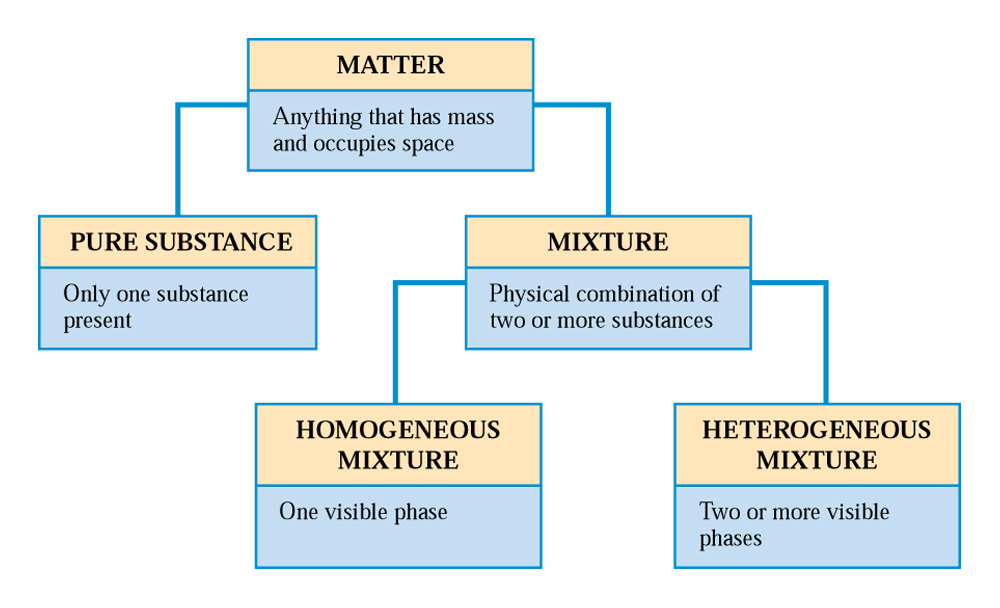 MATTER
Anything that has mass
and occupies space
PURE SUBSTANCE
Only one substance
present
MIXTURE
Physical combination of
two or more substances
HOMOGENEOUS
MIXTURE
One visible phase
HETEROGENEOUS
MIXTURE
Two or more visible
phases